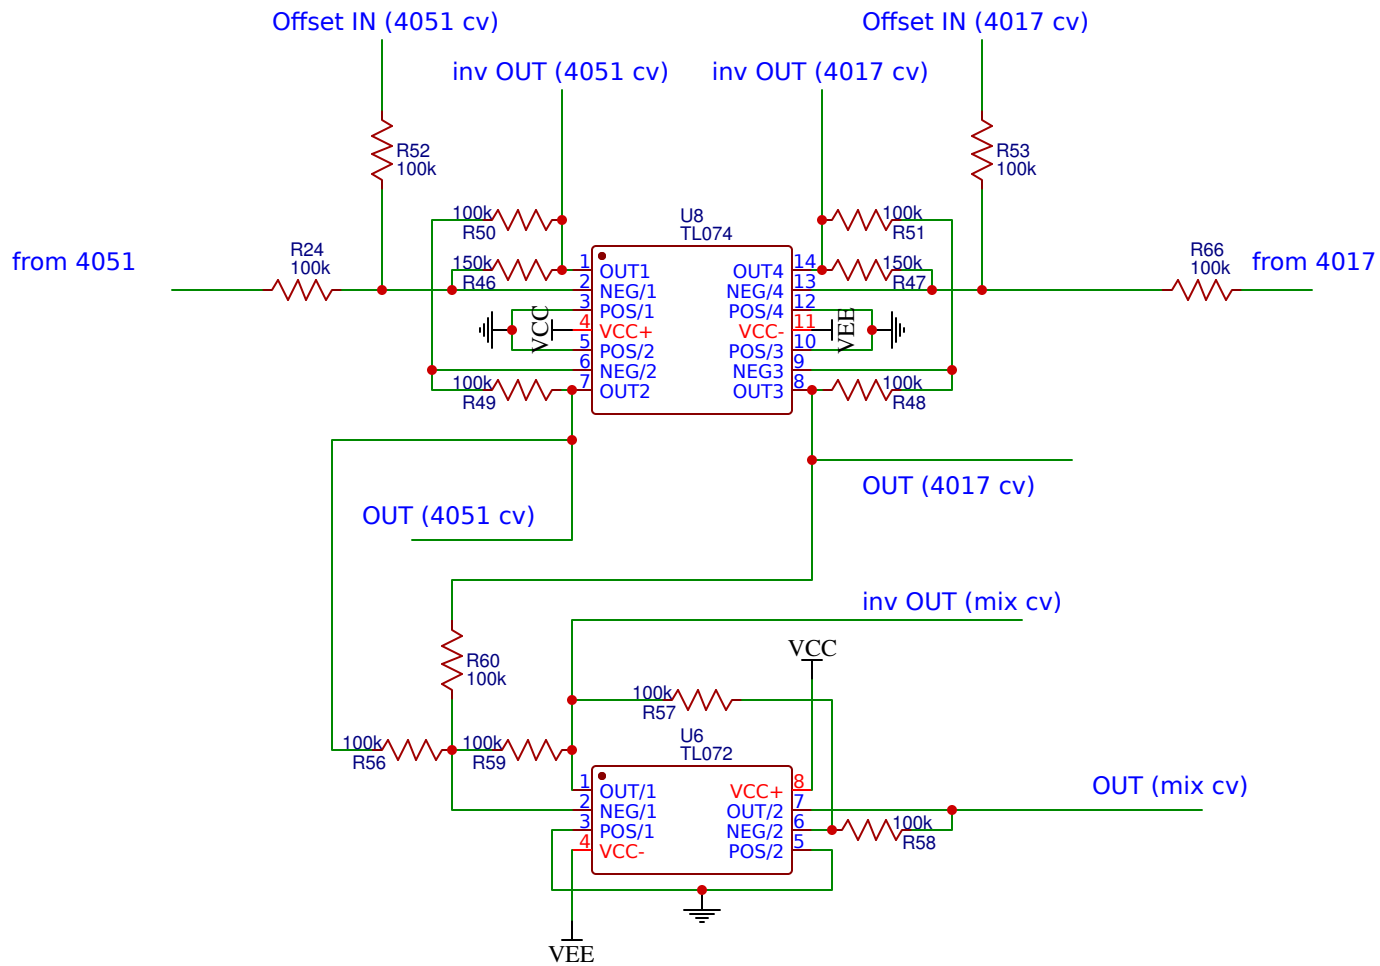 Offset IN (4051 cv)
Offset IN (4017 cv)
inv OUT (4051 cv)
inv OUT (4017 cv)
R52
100k
R53
100k
100k
R50
U8
TL074
100k
R51
from 4051
R24
100k
150k
R46
150k
R47
R66
100k
from 4017
1
OUT1
2
NEG/1
3
POS/1
4
VCC+
5
POS/2
6
NEG/2
7
OUT2
14
OUT4
13
NEG/4
12
POS/4
11
VCC-
10
POS/3
9
NEG3
8
OUT3
VCC
VEE
100k
R49
100k
R48
OUT (4051 cv)
OUT (4017 cv)
inv OUT (mix cv)
VCC
R60
100k
100k
R57
100k
R56
100k
R59
U6
TL072
1
OUT/1
2
NEG/1
3
POS/1
4
VCC-
8
VCC+
7
OUT/2
6
NEG/2
5
POS/2
OUT (mix cv)
100k
R58
VEE